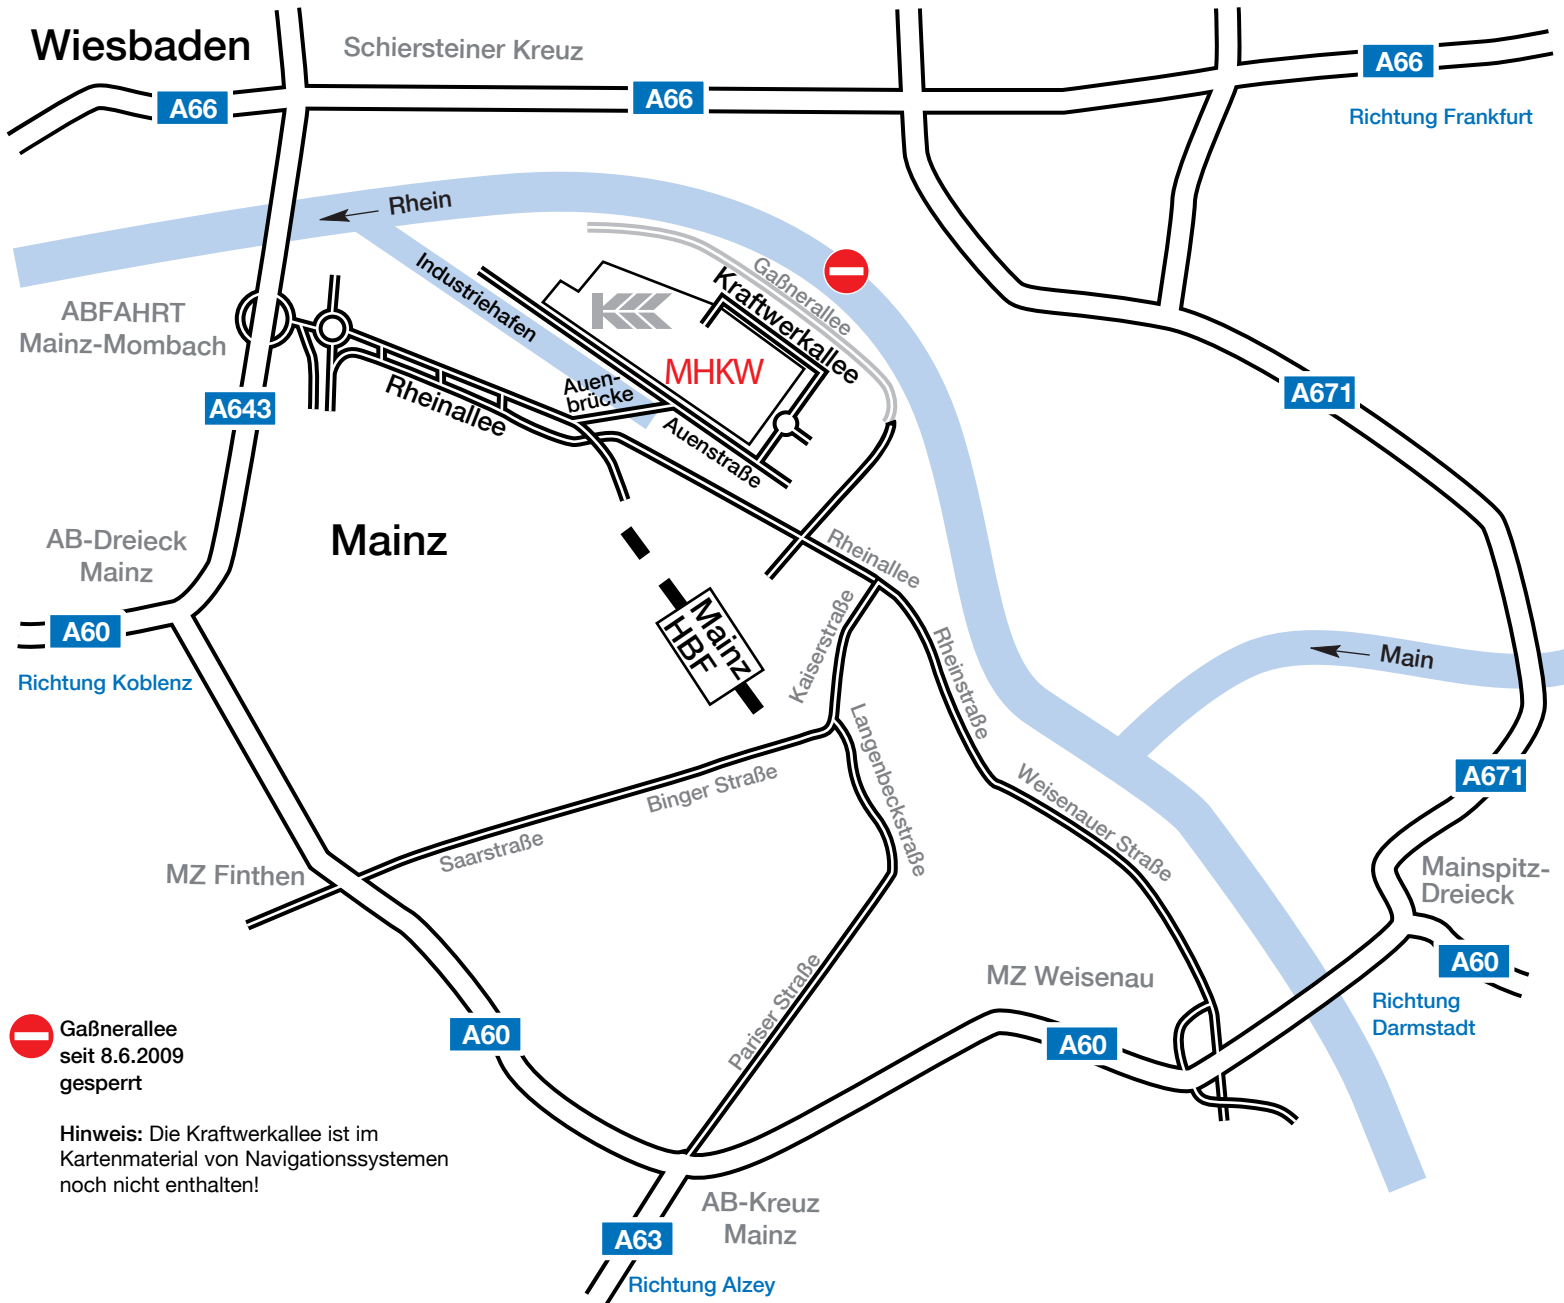 Wiesbaden
Schiersteiner Kreuz
A66
A66
A66
Richtung Frankfurt
Rhein
Industriehafen
Gaßnerallee
Kraftwerkallee
MHKW
ABFAHRT
Mainz-Mombach
A643
Rheinallee
Auen-
brücke
Auenstraße
A671
AB-Dreieck
Mainz
Mainz
Rheinallee
A60
Richtung Koblenz
Mainz
HBF
Kaiserstraße
Rheinstraße
Main
Langenbeckstraße
Binger Straße
Saarstraße
Weisenauer Straße
A671
MZ Finthen
Mainspitz-
Dreieck
Pariser Straße
MZ Weisenau
A60
Richtung
Darmstadt
A60
A60
Gaßnerallee
seit 8.6.2009
gesperrt
Hinweis: Die Kraftwerkallee ist im
Kartenmaterial von Navigationssystemen
noch nicht enthalten!
AB-Kreuz
Mainz
A63
Richtung Alzey